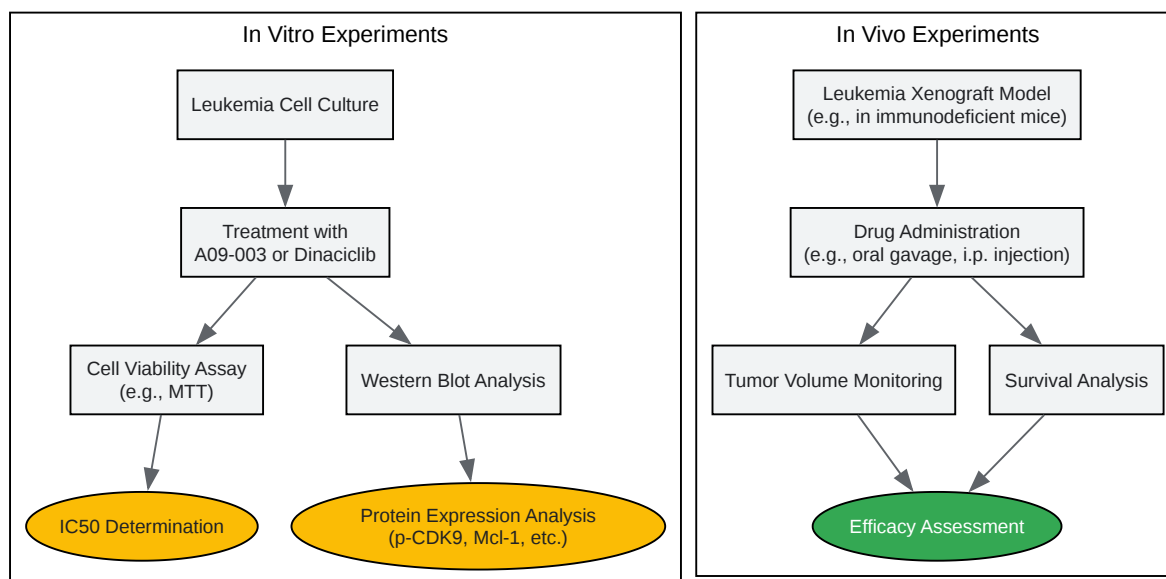 In Vitro Experiments
Leukemia Cell Culture
Treatment with
A09-003 or Dinaciclib
Cell Viability Assay
(e.g., MTT)
Western Blot Analysis
IC50 Determination
Protein Expression Analysis
(p-CDK9, Mcl-1, etc.)
In Vivo Experiments
Leukemia Xenograft Model
(e.g., in immunodeficient mice)
Drug Administration
(e.g., oral gavage, i.p. injection)
Tumor Volume Monitoring
Survival Analysis
Efficacy Assessment